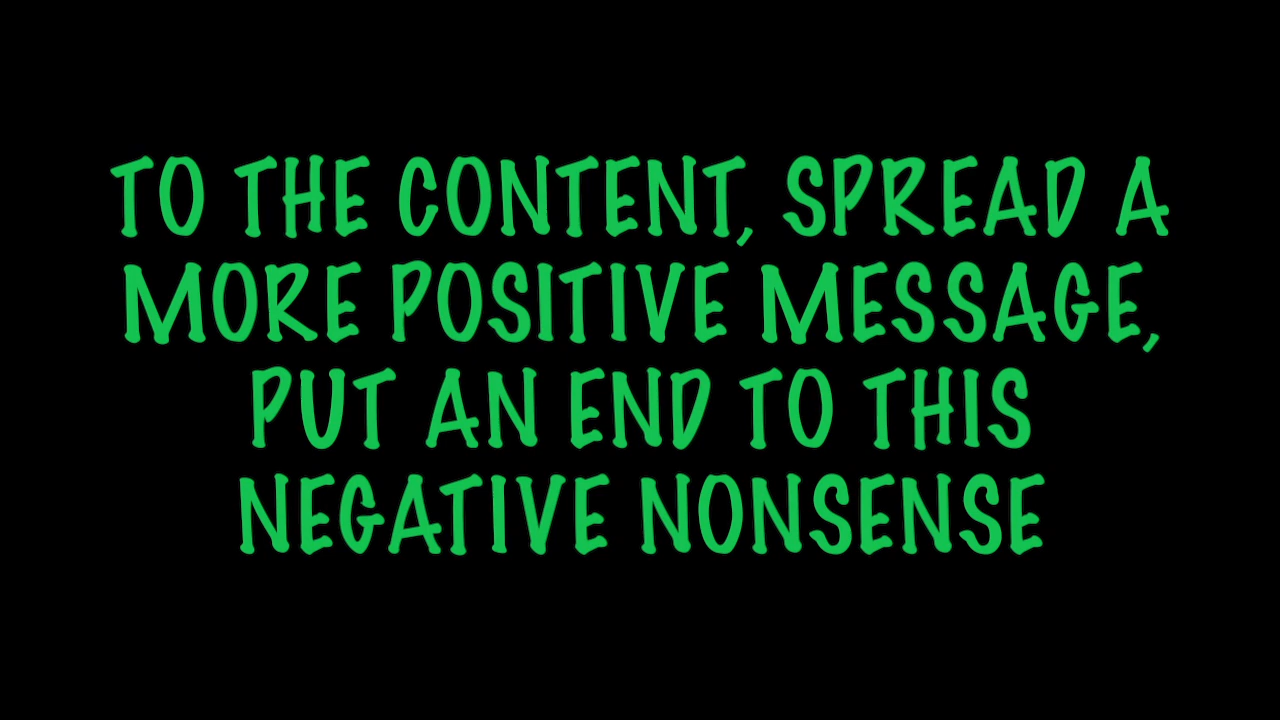 TO THE CONTENT, SPREAD A
MORE POSITIVE MESSAGE,
PUT AN END TO THIS
NEGATIVE NONSENSE